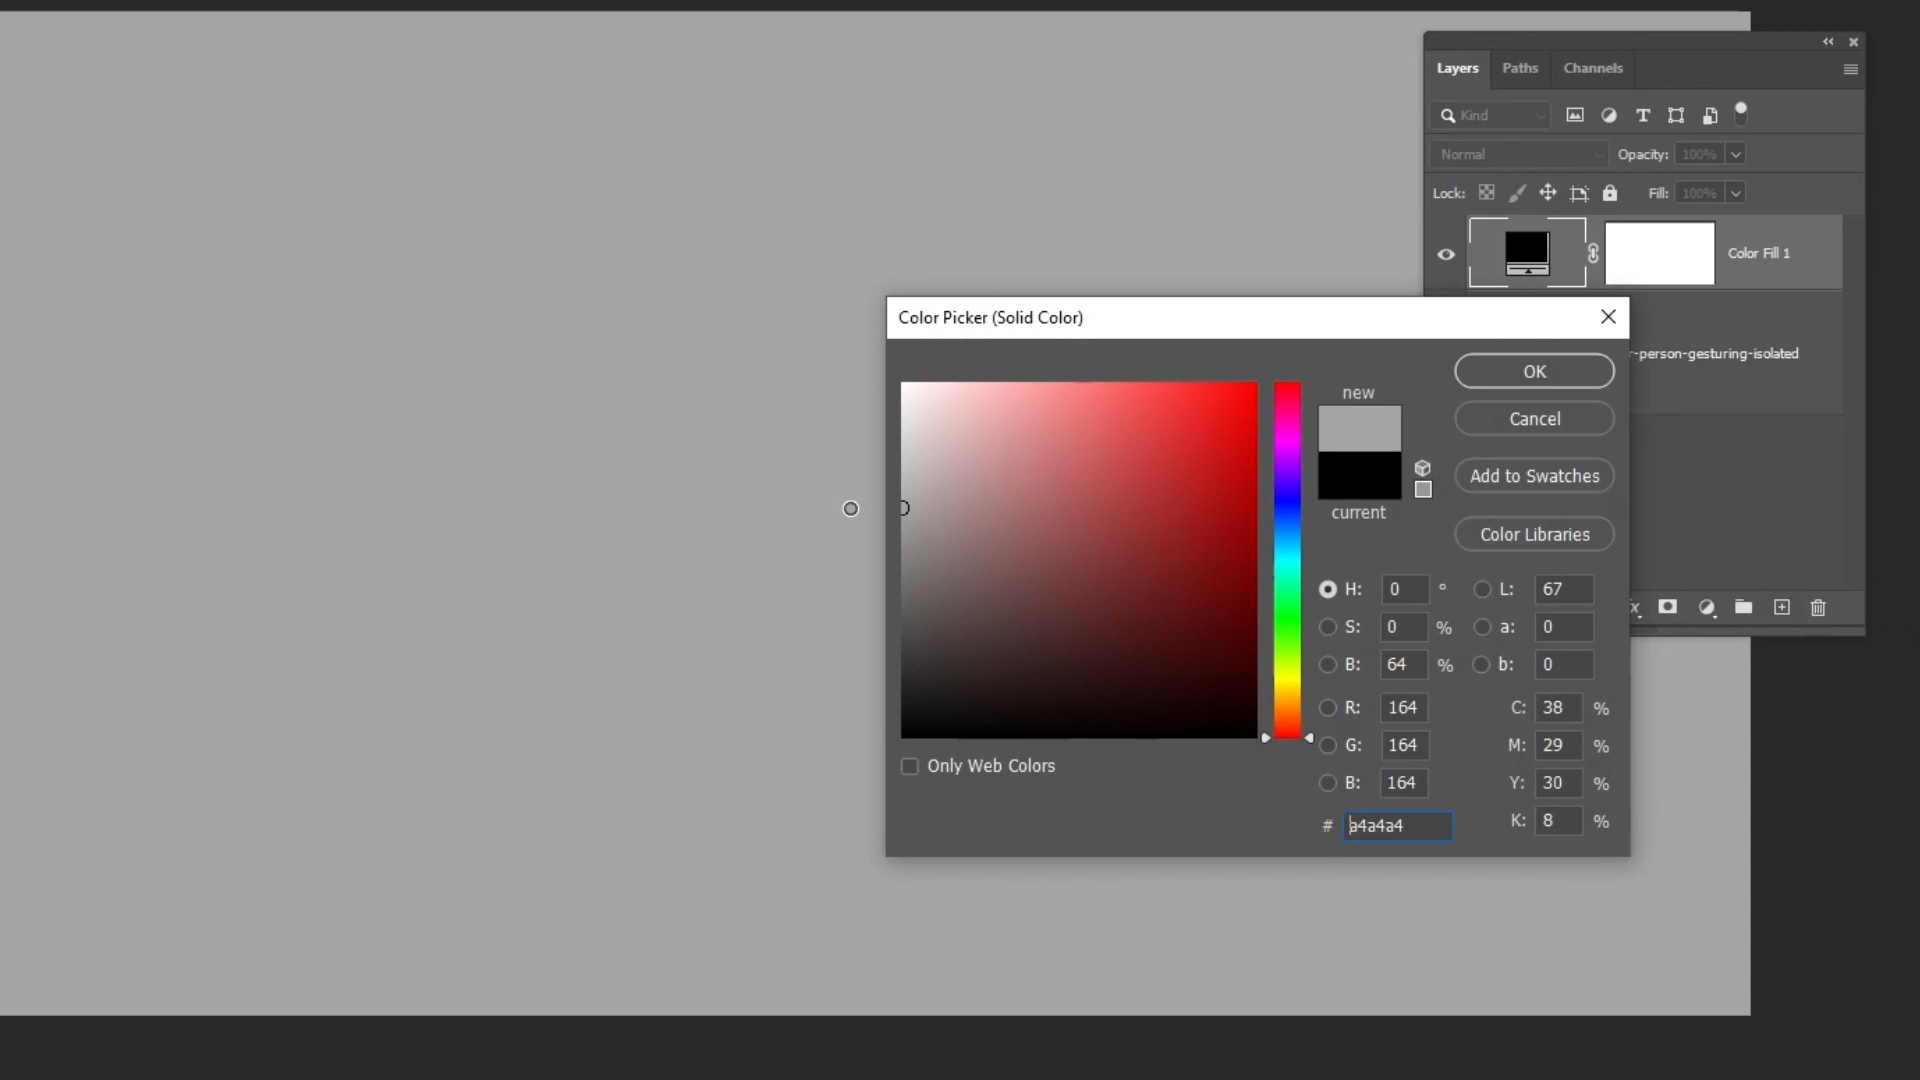 Layers Paths Channels
Kind
Normal Opacity: 100%
Lock: Fill: 100%
Color Fill 1
Color Picker (Solid Color)
-person-gesturing-isolated
new
OK
Cancel
Add to Swatches
current
Color Libraries
H: 0 ° L: 67
S: 0 % a: 0
B: 64 % b: 0
R: 164 C: 38 %
G: 164 M: 29 %
B: 164 Y: 30 %
# a4a4a4 K: 8 %
Only Web Colors